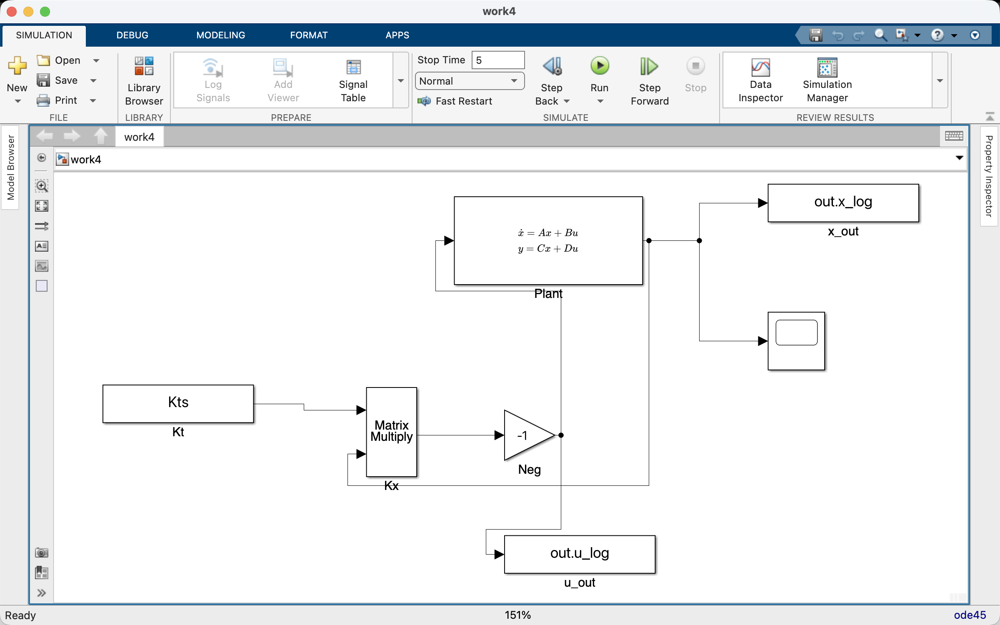 work4
SIMULATION DEBUG MODELING FORMAT APPS
New
Open
Save
Print
FILE
Library
Browser
LIBRARY
Log
Signals
Add
Viewer
Signal
Table
PREPARE
Stop Time 5
Normal
Fast Restart
Step
Back
Run
Step
Forward
Stop
SIMULATE
Data
Inspector
Simulation
Manager
REVIEW RESULTS
Model Browser
work4
work4
Property Inspector
ẋ = Ax + Bu
y = Cx + Du
Plant
out.x_log
x_out
Kts
Kt
Matrix
Multiply
Kx
-1
Neg
out.u_log
u_out
Ready
151%
ode45